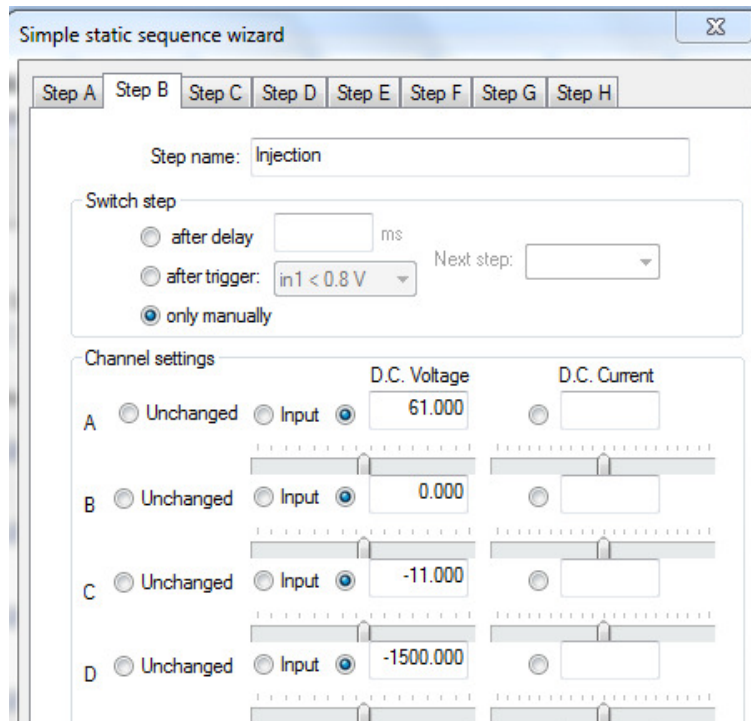 Simple static sequence wizard
Step A Step B Step C Step D Step E Step F Step G Step H
Step name: Injection
Switch step
after delay ms
Next step:
after trigger: in1 < 0.8 V
only manually
Channel settings
D.C. Voltage D.C. Current
A Unchanged Input 61.000
B Unchanged Input 0.000
C Unchanged Input -11.000
D Unchanged Input -1500.000